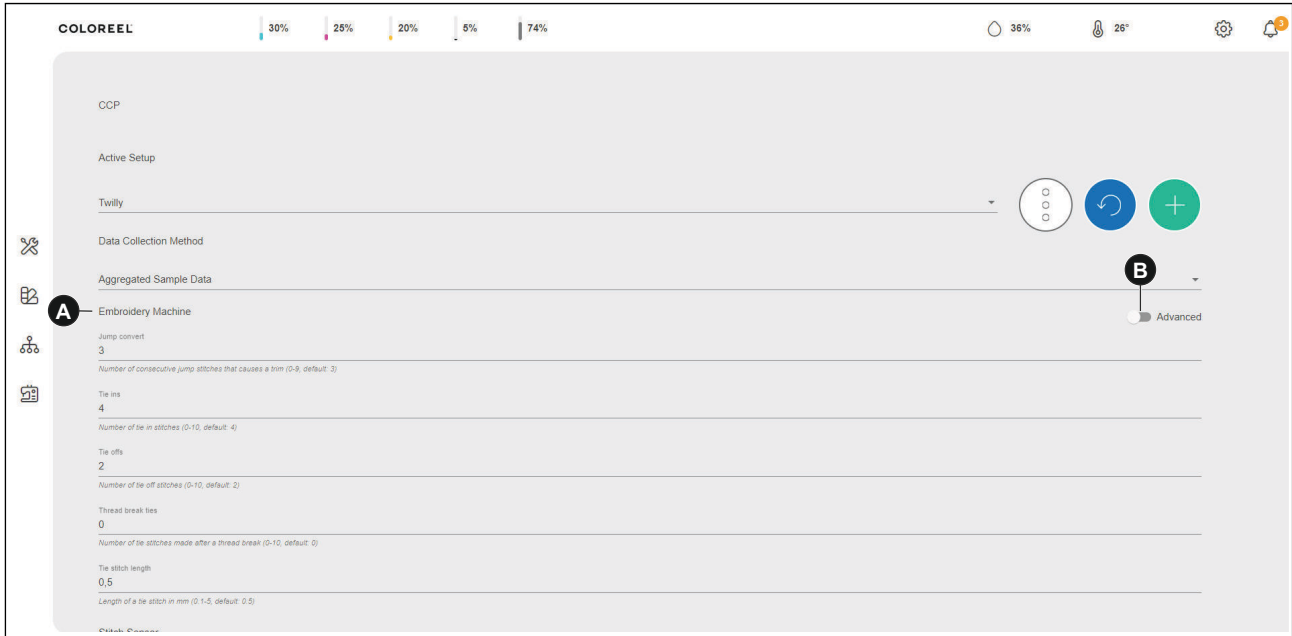 COLOREEL 30% 25% 20% 5% 74% 36% 26° 3
CCP
Active Setup
Twilly
Data Collection Method
Aggregated Sample Data
B
A Embroidery Machine
Advanced
Jump convert
3
Number of consecutive jump stitches that causes a trim (0-9, default: 3)
Tie ins
4
Number of tie in stitches (0-10, default: 4)
Tie offs
2
Number of tie off stitches (0-10, default: 2)
Thread break ties
0
Number of tie stitches made after a thread break (0-10, default: 0)
Tie stitch length
0,5
Length of a tie stitch in mm (0.1-5, default: 0.5)
Stitch Sensor